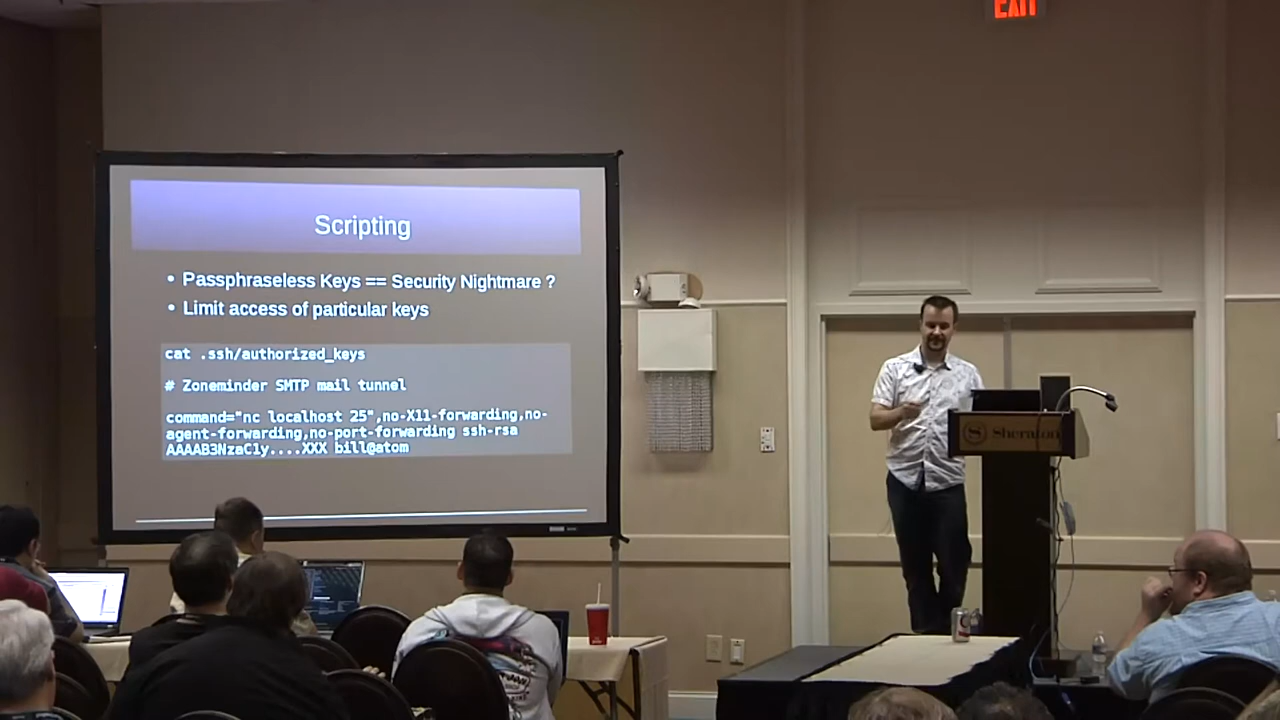 EXIT
Scripting
• Passphraseless Keys == Security Nightmare ?
• Limit access of particular keys
cat .ssh/authorized_keys
# Zoneminder SMTP mail tunnel
command="nc localhost 25",no-X11-forwarding,no-
agent-forwarding,no-port-forwarding ssh-rsa
AAAAB3NzaC1y....XXX bill@atom
S Sheraton